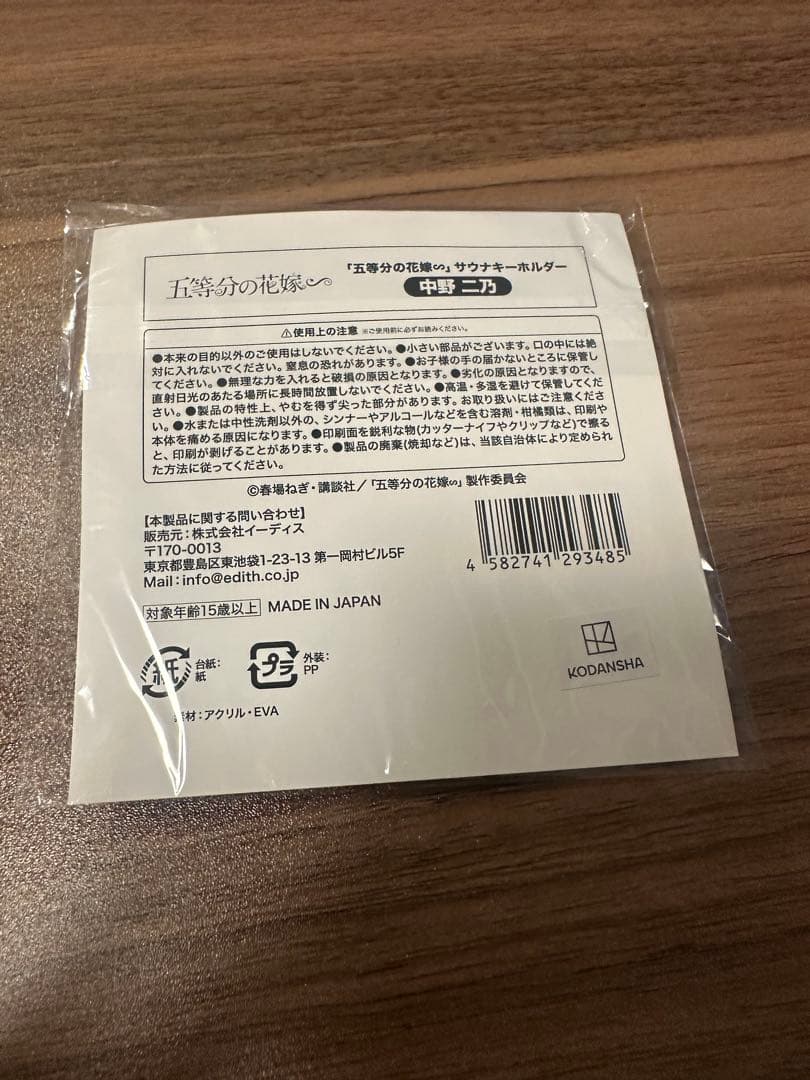 五等分の花嫁∽
「五等分の花嫁∽」サウナキーホルダー
中野 二乃
⚠使用上の注意 ※ご使用前に必ずお読みください。
●本来の目的以外のご使用はしないでください。●小さい部品がございます。口の中には絶
対に入れないでください。窒息の恐れがあります。●お子様の手の届かないところに保管し
てください。●無理な力を入れると破損の原因となります。●劣化の原因となりますので、
直射日光のあたる場所に長時間放置しないでください。●高温・多湿を避けて保管してくだ
さい。●製品の特性上、やむを得ず尖った部分があります。お取り扱いにはご注意くださ
い。●水または中性洗剤以外の、シンナーやアルコールなどを含む溶剤・柑橘類は、印刷や
本体を痛める原因になります。●印刷面を鋭利な物(カッターナイフやクリップなど)で擦る
と、印刷が剥げることがあります。●製品の廃棄(焼却など)は、当該自治体により定められ
た方法に従ってください。
©春場ねぎ・講談社/「五等分の花嫁∽」製作委員会
【本製品に関する問い合わせ】
販売元:株式会社イーディス
〒170-0013
東京都豊島区東池袋1-23-13 第一岡村ビル5F
Mail:info@edith.co.jp
4 582741 293485
対象年齢15歳以上 MADE IN JAPAN
紙 台紙:
紙
プラ 外装:
PP
KODANSHA
素材:アクリル・EVA